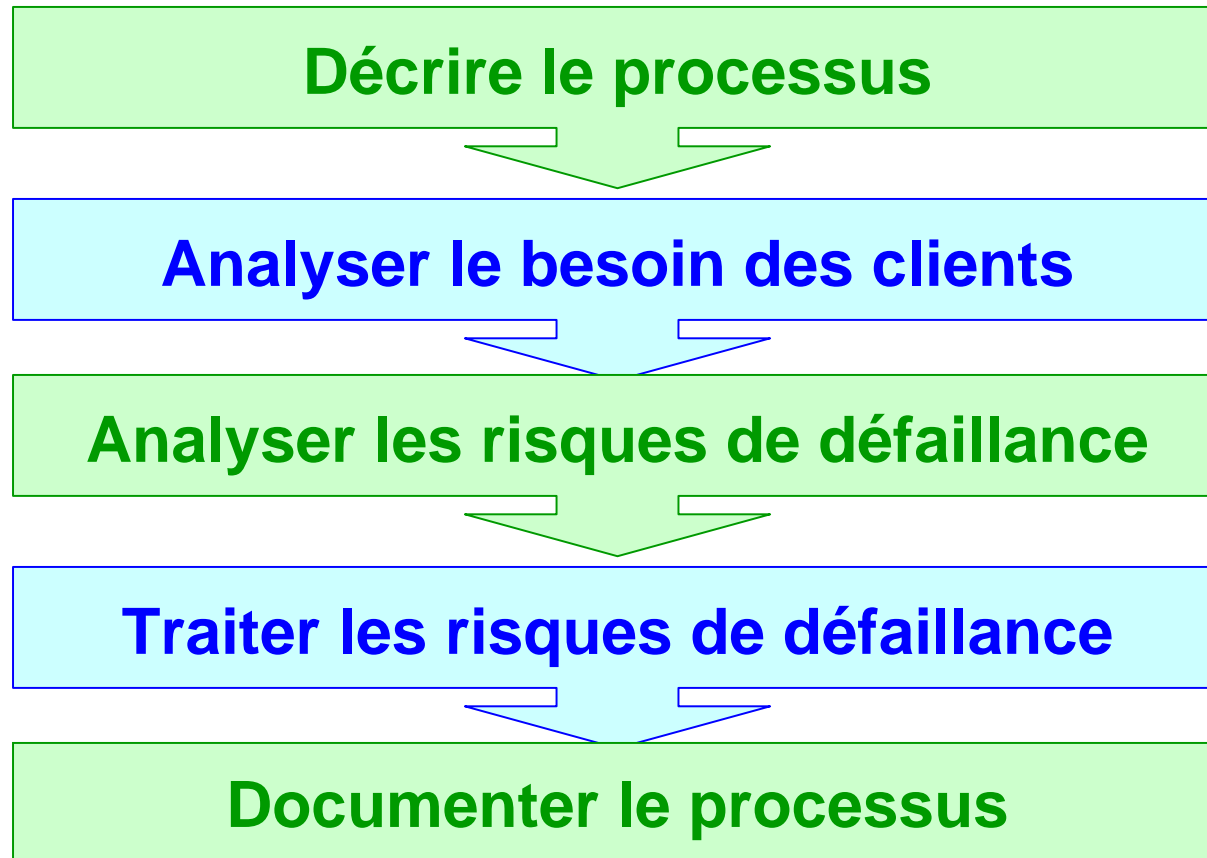 Décrire le processus
Analyser le besoin des clients
Analyser les risques de défaillance
Traiter les risques de défaillance
Documenter le processus